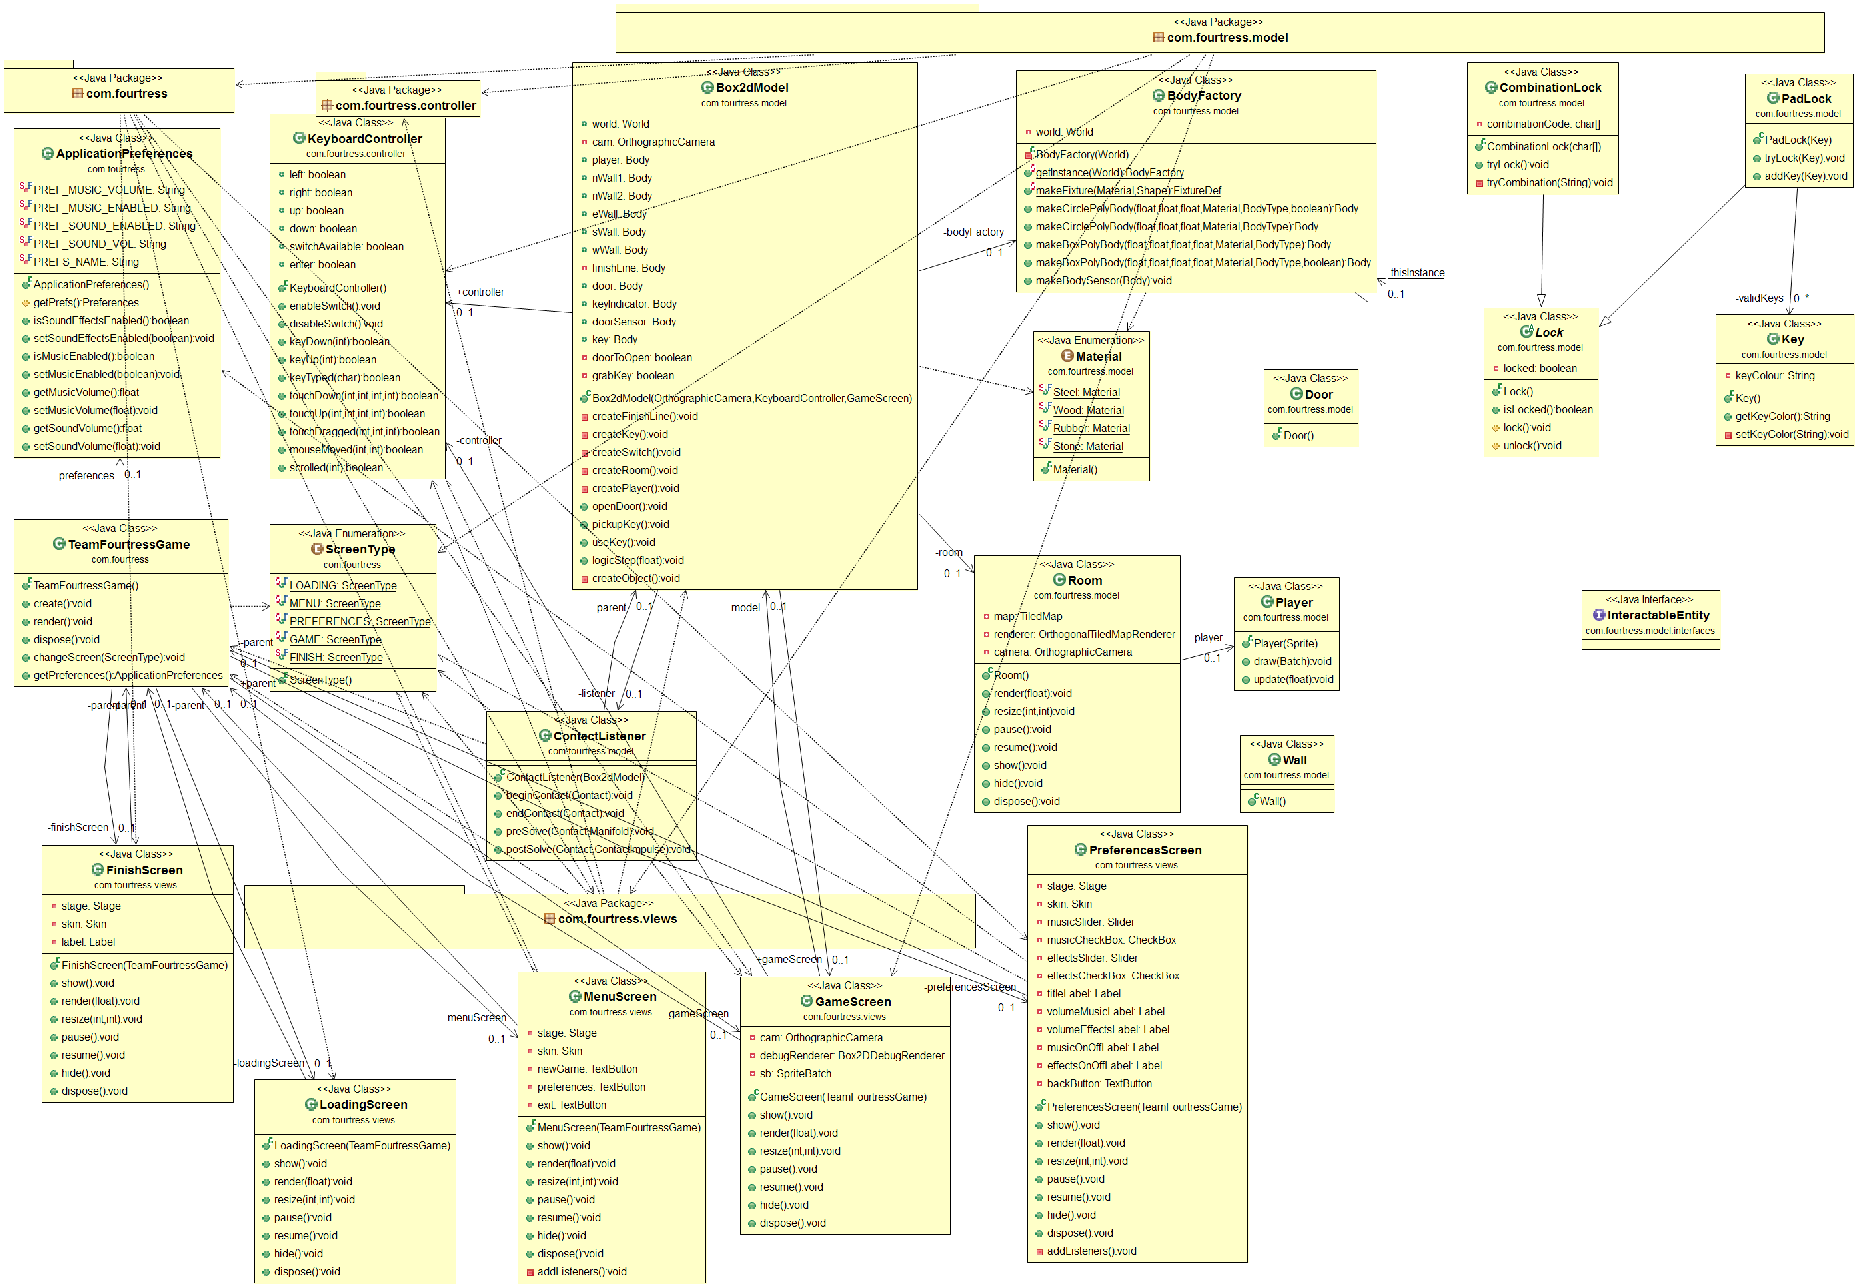 <<Java Package>>
com.fourtress.model
<<Java Package>>
com.fourtress
<<Java Package>>
com.fourtress.controller
<<Java Class>>
ApplicationPreferences
com.fourtress
PREF_MUSIC_VOLUME: String
PREF_MUSIC_ENABLED: String
PREF_SOUND_ENABLED: String
PREF_SOUND_VOL: String
PREFS_NAME: String
ApplicationPreferences()
getPrefs():Preferences
isSoundEffectsEnabled():boolean
setSoundEffectsEnabled(boolean):void
isMusicEnabled():boolean
setMusicEnabled(boolean):void
getMusicVolume():float
setMusicVolume(float):void
getSoundVolume():float
setSoundVolume(float):void
-preferences 0..1
<<Java Class>>
KeyboardController
com.fourtress.controller
left: boolean
right: boolean
up: boolean
down: boolean
switchAvailable: boolean
enter: boolean
KeyboardController()
enableSwitch():void
disableSwitch():void
keyDown(int):boolean
keyUp(int):boolean
keyTyped(char):boolean
touchDown(int,int,int,int):boolean
touchUp(int,int,int,int):boolean
touchDragged(int,int,int):boolean
mouseMoved(int,int):boolean
scrolled(int):boolean
+controller
0..1
-controller
0..1
<<Java Class>>
Box2dModel
com.fourtress.model
world: World
cam: OrthographicCamera
player: Body
nWall1: Body
nWall2: Body
eWall: Body
sWall: Body
wWall: Body
finishLine: Body
door: Body
keyIndicator: Body
doorSensor: Body
key: Body
doorToOpen: boolean
grabKey: boolean
Box2dModel(OrthographicCamera,KeyboardController,GameScreen)
createFinishLine():void
createKey():void
createSwitch():void
createRoom():void
createPlayer():void
openDoor():void
pickupKey():void
useKey():void
logicStep(float):void
createObject():void
-bodyFactory
0..1
<<Java Class>>
BodyFactory
com.fourtress.model
world: World
BodyFactory(World)
getInstance(World):BodyFactory
makeFixture(Material,Shape):FixtureDef
makeCirclePolyBody(float,float,float,Material,BodyType,boolean):Body
makeCirclePolyBody(float,float,float,Material,BodyType):Body
makeBoxPolyBody(float,float,float,float,Material,BodyType):Body
makeBoxPolyBody(float,float,float,float,Material,BodyType,boolean):Body
makeBodySensor(Body):void
-thisInstance
0..1
<<Java Class>>
CombinationLock
com.fourtress.model
combinationCode: char[]
CombinationLock(char[])
tryLock():void
tryCombination(String):void
<<Java Class>>
PadLock
com.fourtress.model
PadLock(Key)
tryLock(Key):void
addKey(Key):void
-validKeys 0..*
<<Java Class>>
Lock
com.fourtress.model
locked: boolean
Lock()
isLocked():boolean
lock():void
unlock():void
<<Java Class>>
Key
com.fourtress.model
keyColour: String
Key()
getKeyColor():String
setKeyColor(String):void
<<Java Enumeration>>
Material
com.fourtress.model
Steel: Material
Wood: Material
Rubber: Material
Stone: Material
Material()
<<Java Class>>
Door
com.fourtress.model
Door()
<<Java Class>>
TeamFourtressGame
com.fourtress
TeamFourtressGame()
create():void
render():void
dispose():void
changeScreen(ScreenType):void
getPreferences():ApplicationPreferences
<<Java Enumeration>>
ScreenType
com.fourtress
LOADING: ScreenType
MENU: ScreenType
PREFERENCES: ScreenType
GAME: ScreenType
FINISH: ScreenType
ScreenType()
-parent
0..1
+parent
0..1
-parent
-parent
0..1
0..1
-parent
0..1
-room
0..1
<<Java Class>>
Room
com.fourtress.model
map: TiledMap
renderer: OrthogonalTiledMapRenderer
camera: OrthographicCamera
Room()
render(float):void
resize(int,int):void
pause():void
resume():void
show():void
hide():void
dispose():void
-player
0..1
<<Java Class>>
Player
com.fourtress.model
Player(Sprite)
draw(Batch):void
update(float):void
<<Java Interface>>
InteractableEntity
com.fourtress.model.interfaces
<<Java Class>>
Wall
com.fourtress.model
Wall()
-parent 0..1
-model 0..1
-listener 0..1
<<Java Class>>
ContactListener
com.fourtress.model
ContactListener(Box2dModel)
beginContact(Contact):void
endContact(Contact):void
preSolve(Contact,Manifold):void
postSolve(Contact,ContactImpulse):void
-finishScreen 0..1
<<Java Class>>
FinishScreen
com.fourtress.views
stage: Stage
skin: Skin
label: Label
FinishScreen(TeamFourtressGame)
show():void
render(float):void
resize(int,int):void
pause():void
resume():void
hide():void
dispose():void
<<Java Package>>
com.fourtress.views
-loadingScreen 0..1
<<Java Class>>
LoadingScreen
com.fourtress.views
LoadingScreen(TeamFourtressGame)
show():void
render(float):void
resize(int,int):void
pause():void
resume():void
hide():void
dispose():void
-menuScreen
0..1
<<Java Class>>
MenuScreen
com.fourtress.views
stage: Stage
skin: Skin
newGame: TextButton
preferences: TextButton
exit: TextButton
MenuScreen(TeamFourtressGame)
show():void
render(float):void
resize(int,int):void
pause():void
resume():void
hide():void
dispose():void
addListeners():void
-gameScreen
0..1
+gameScreen 0..1
<<Java Class>>
GameScreen
com.fourtress.views
cam: OrthographicCamera
debugRenderer: Box2DDebugRenderer
sb: SpriteBatch
GameScreen(TeamFourtressGame)
show():void
render(float):void
resize(int,int):void
pause():void
resume():void
hide():void
dispose():void
-preferencesScreen
0..1
<<Java Class>>
PreferencesScreen
com.fourtress.views
stage: Stage
skin: Skin
musicSlider: Slider
musicCheckBox: CheckBox
effectsSlider: Slider
effectsCheckBox: CheckBox
titleLabel: Label
volumeMusicLabel: Label
volumeEffectsLabel: Label
musicOnOffLabel: Label
effectsOnOffLabel: Label
backButton: TextButton
PreferencesScreen(TeamFourtressGame)
show():void
render(float):void
resize(int,int):void
pause():void
resume():void
hide():void
dispose():void
addListeners():void